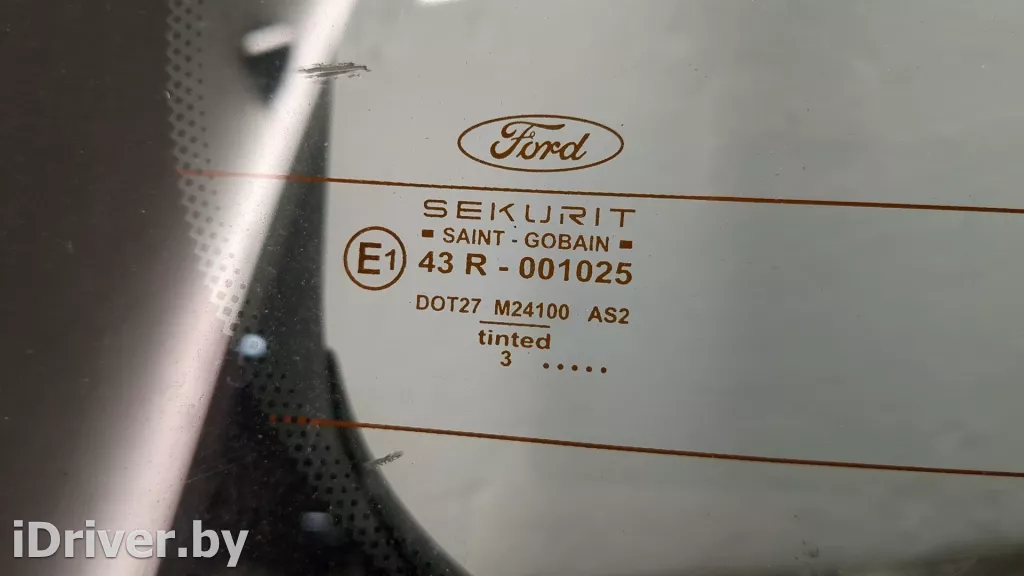 Ford
SEKURIT
SAINT - GOBAIN
E1 43 R - 001025
DOT27 M24100 AS2
tinted
3 .....
iDriver.by